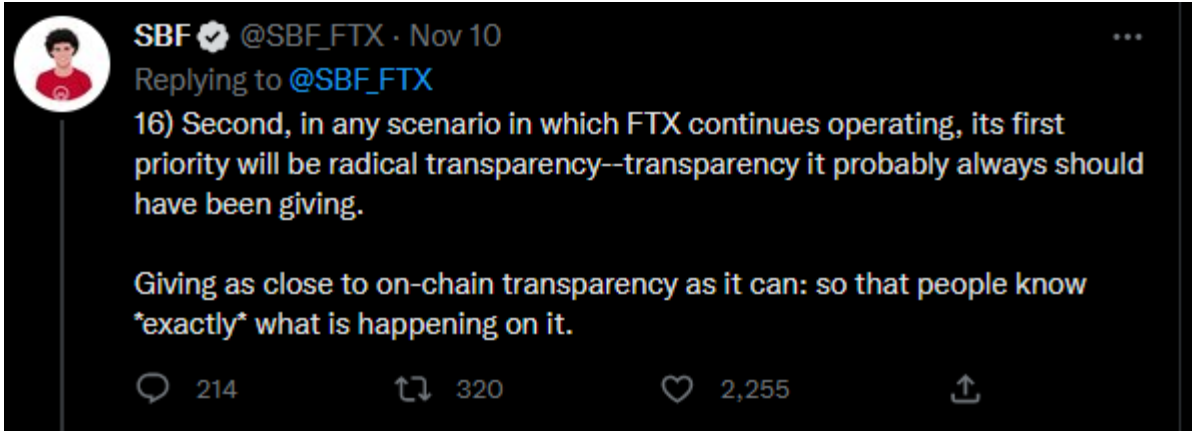 SBF @SBF_FTX · Nov 10
Replying to @SBF_FTX
16) Second, in any scenario in which FTX continues operating, its first
priority will be radical transparency--transparency it probably always should
have been giving.
Giving as close to on-chain transparency as it can: so that people know
*exactly* what is happening on it.
214 320 2,255